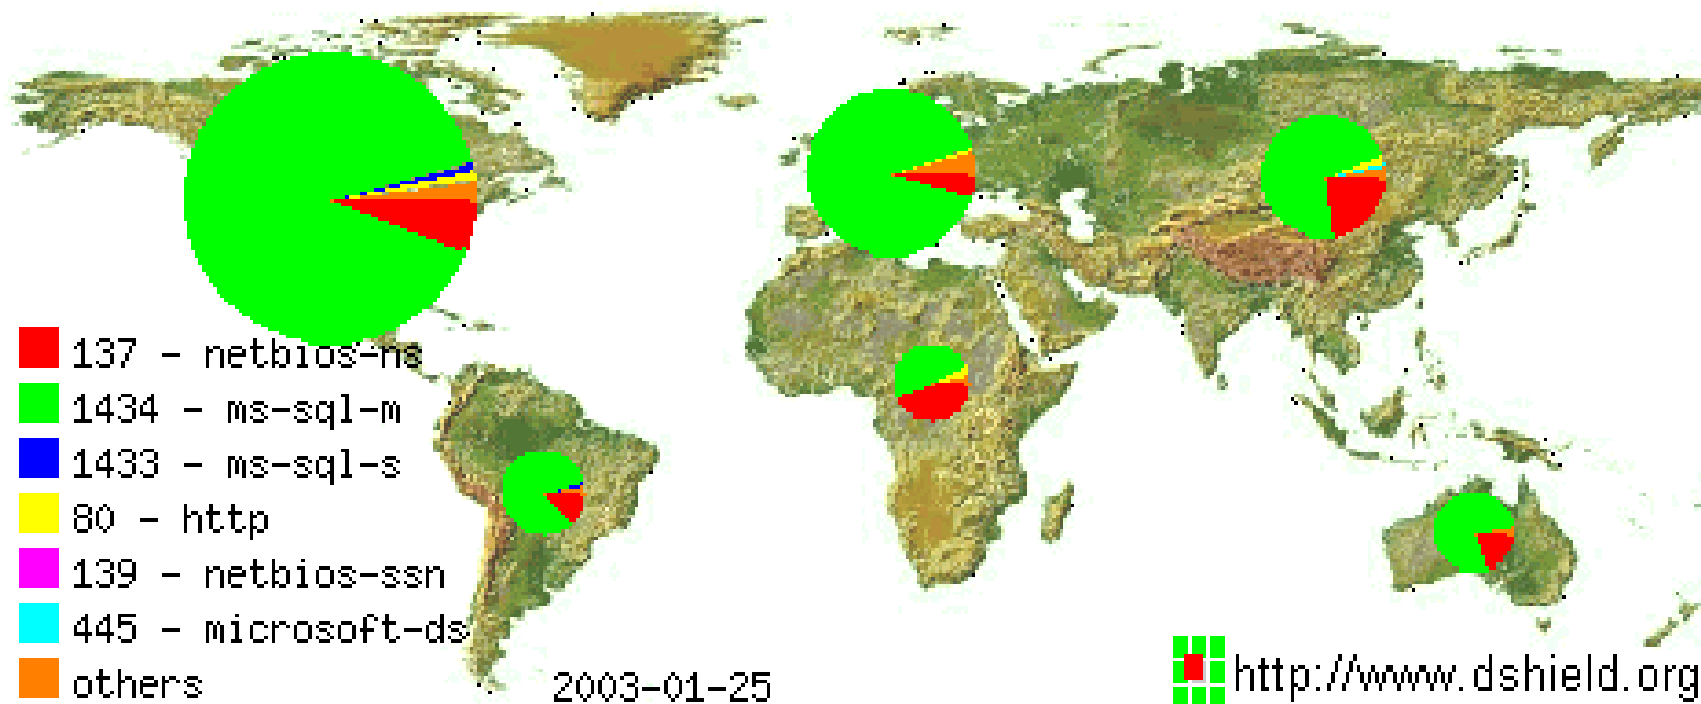 137 - netbios-ns
1434 - ms-sql-m
1433 - ms-sql-s
80 - http
139 - netbios-ssn
445 - microsoft-ds
others
2003-01-25
http://www.dshield.org